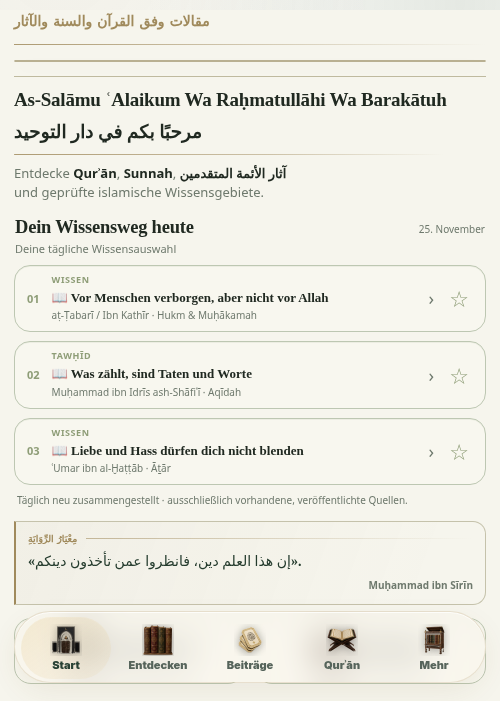 مقالات وفق القرآن والسنة والآثار
As-Salāmu ʿAlaikum Wa Raḥmatullāhi Wa Barakātuh
مرحبًا بكم في دار التوحيد
Entdecke Qurʾān, Sunnah, آثار الأئمة المتقدمين
und geprüfte islamische Wissensgebiete.
Dein Wissensweg heute
25. November
Deine tägliche Wissensauswahl
WISSEN
01 📖 Vor Menschen verborgen, aber nicht vor Allah › ☆
aṭ-Ṭabarī / Ibn Kathīr · Hukm & Muḥākamah
TAWḤĪD
02 📖 Was zählt, sind Taten und Worte › ☆
Muḥammad ibn Idrīs ash-Shāfiʿī · Aqīdah
WISSEN
03 📖 Liebe und Hass dürfen dich nicht blenden › ☆
ʿUmar ibn al-Ḫaṭṭāb · Āṯār
Täglich neu zusammengestellt · ausschließlich vorhandene, veröffentlichte Quellen.
مِعْيَارُ الرِّوَايَةِ
«إن هذا العلم دين، فانظروا عمن تأخذون دينكم».
Muḥammad ibn Sīrīn
Start
Entdecken
Beiträge
Qurʾān
Mehr